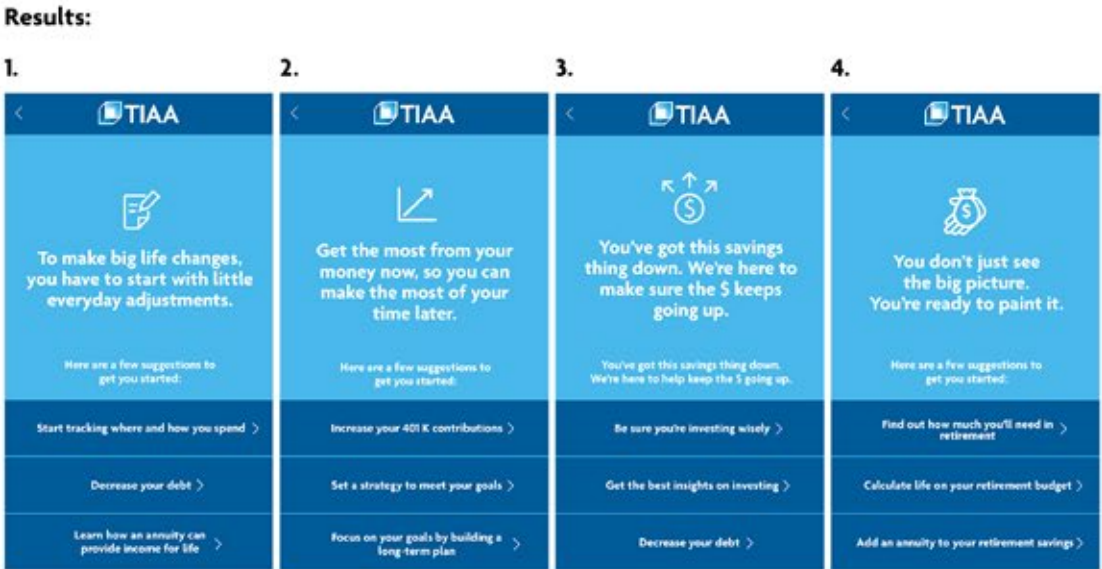 Results:
1.
TIAA
To make big life changes,
you have to start with little
everyday adjustments.
Here are a few suggestions to
get you started:
Start tracking where and how you spend >
Decrease your debt >
Learn how an annuity can
provide income for life >
2.
TIAA
Get the most from your
money now, so you can
make the most of your
time later.
Here are a few suggestions to
get you started:
Increase your 401 K contributions >
Set a strategy to meet your goals >
Focus on your goals by building a
long-term plan >
3.
TIAA
$
You've got this savings
thing down. We're here to
make sure the $ keeps
going up.
You've got this savings thing down.
We're here to help keep the $ going up.
Be sure you're investing wisely >
Get the best insights on investing >
Decrease your debt >
4.
TIAA
$
You don't just see
the big picture.
You're ready to paint it.
Here are a few suggestions to
get you started:
Find out how much you'll need in
retirement >
Calculate life on your retirement budget >
Add an annuity to your retirement savings >